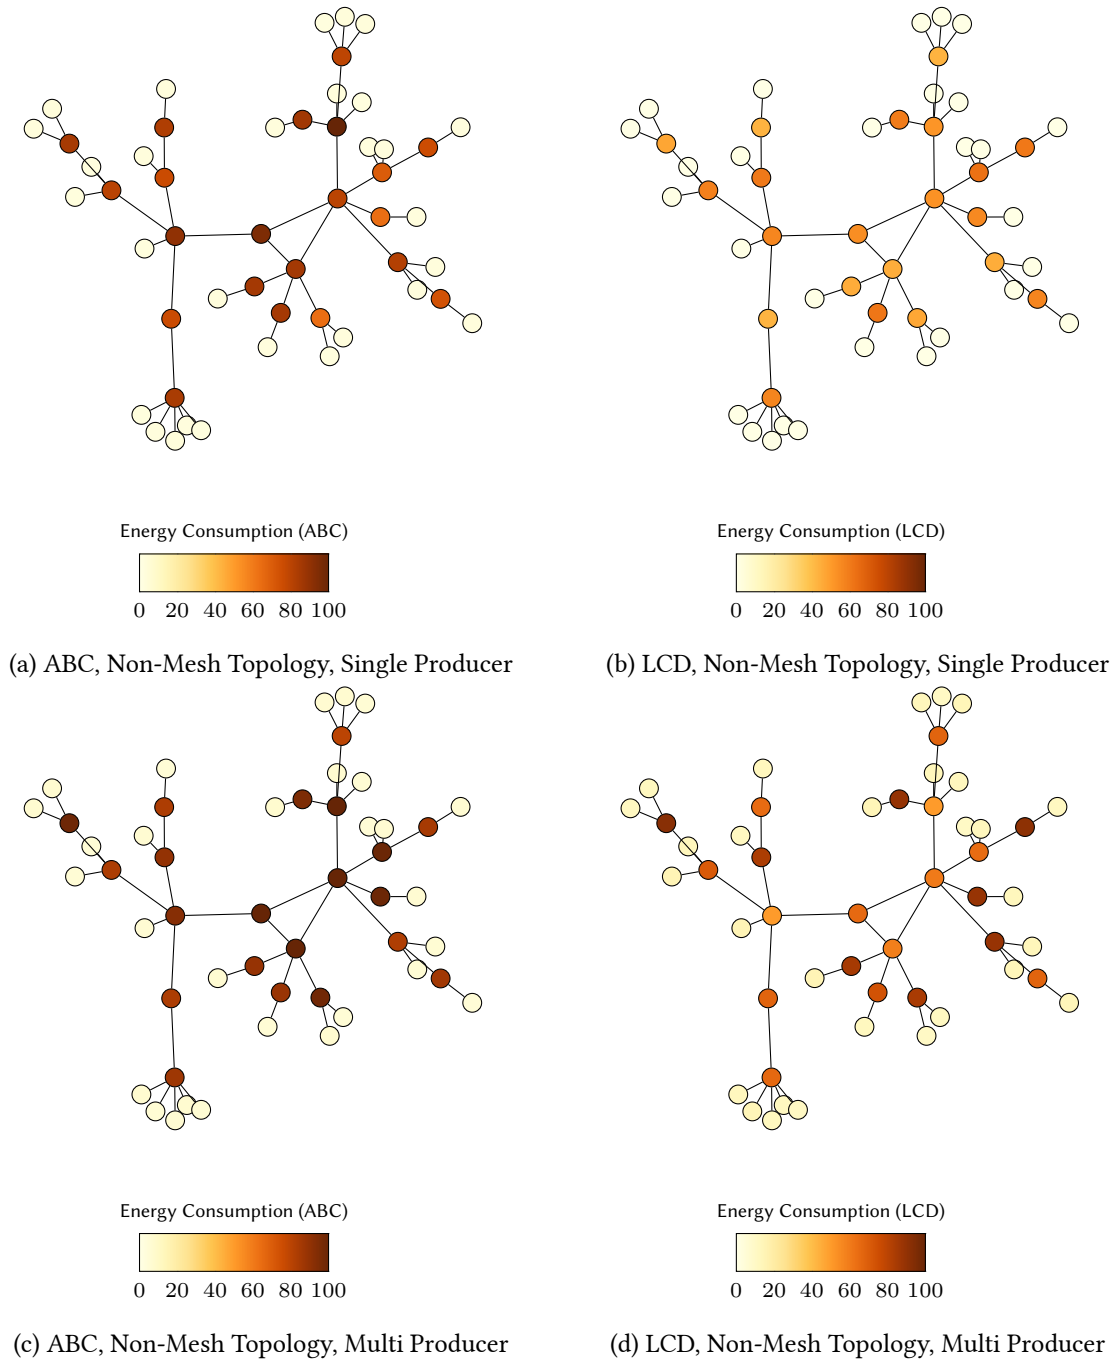 Energy Consumption (ABC)
0 20 40 60 80 100
(a) ABC, Non-Mesh Topology, Single Producer
Energy Consumption (LCD)
0 20 40 60 80 100
(b) LCD, Non-Mesh Topology, Single Producer
Energy Consumption (ABC)
0 20 40 60 80 100
(c) ABC, Non-Mesh Topology, Multi Producer
Energy Consumption (LCD)
0 20 40 60 80 100
(d) LCD, Non-Mesh Topology, Multi Producer